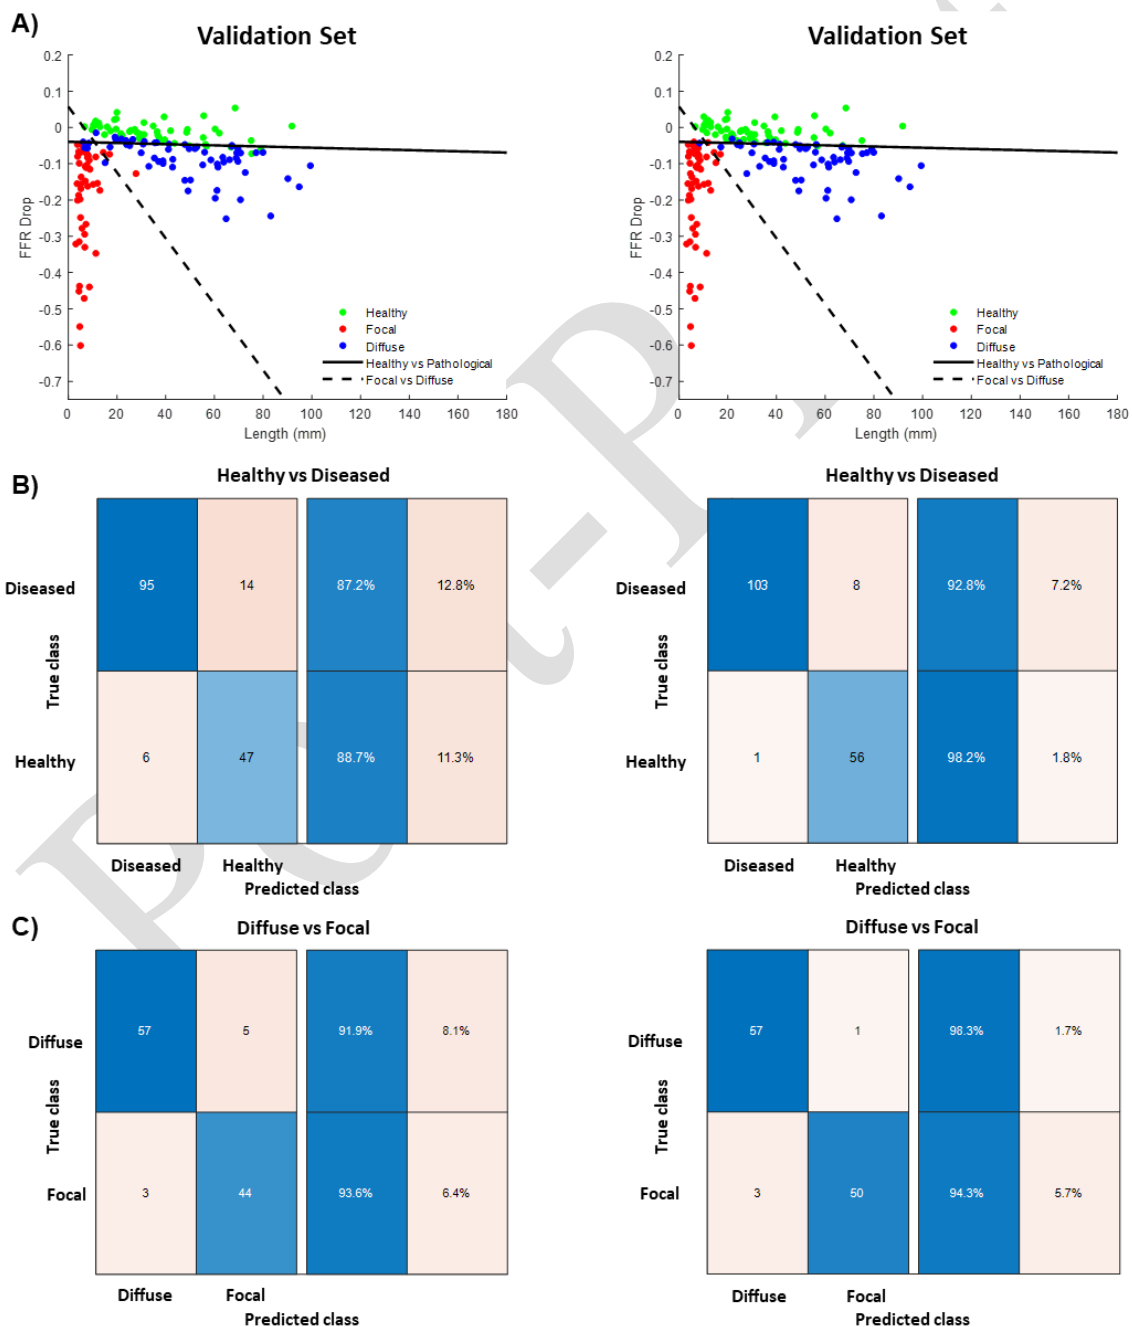 A)
Validation Set
0.2
0.1
0
-0.1
-0.2
-0.3
-0.4
-0.5
-0.6
-0.7
FFR Drop
Healthy
Focal
Diffuse
Healthy vs Pathological
Focal vs Diffuse
0 20 40 60 80 100 120 140 160 180
Length (mm)
Validation Set
0.2
0.1
0
-0.1
-0.2
-0.3
-0.4
-0.5
-0.6
-0.7
FFR Drop
Healthy
Focal
Diffuse
Healthy vs Pathological
Focal vs Diffuse
0 20 40 60 80 100 120 140 160 180
Length (mm)
B)
Healthy vs Diseased
Diseased 95 14 87.2% 12.8%
True class
Healthy 6 47 88.7% 11.3%
Diseased Healthy
Predicted class
Healthy vs Diseased
Diseased 103 8 92.8% 7.2%
True class
Healthy 1 56 98.2% 1.8%
Diseased Healthy
Predicted class
C)
Diffuse vs Focal
Diffuse 57 5 91.9% 8.1%
True class
Focal 3 44 93.6% 6.4%
Diffuse Focal
Predicted class
Diffuse vs Focal
Diffuse 57 1 98.3% 1.7%
True class
Focal 3 50 94.3% 5.7%
Diffuse Focal
Predicted class